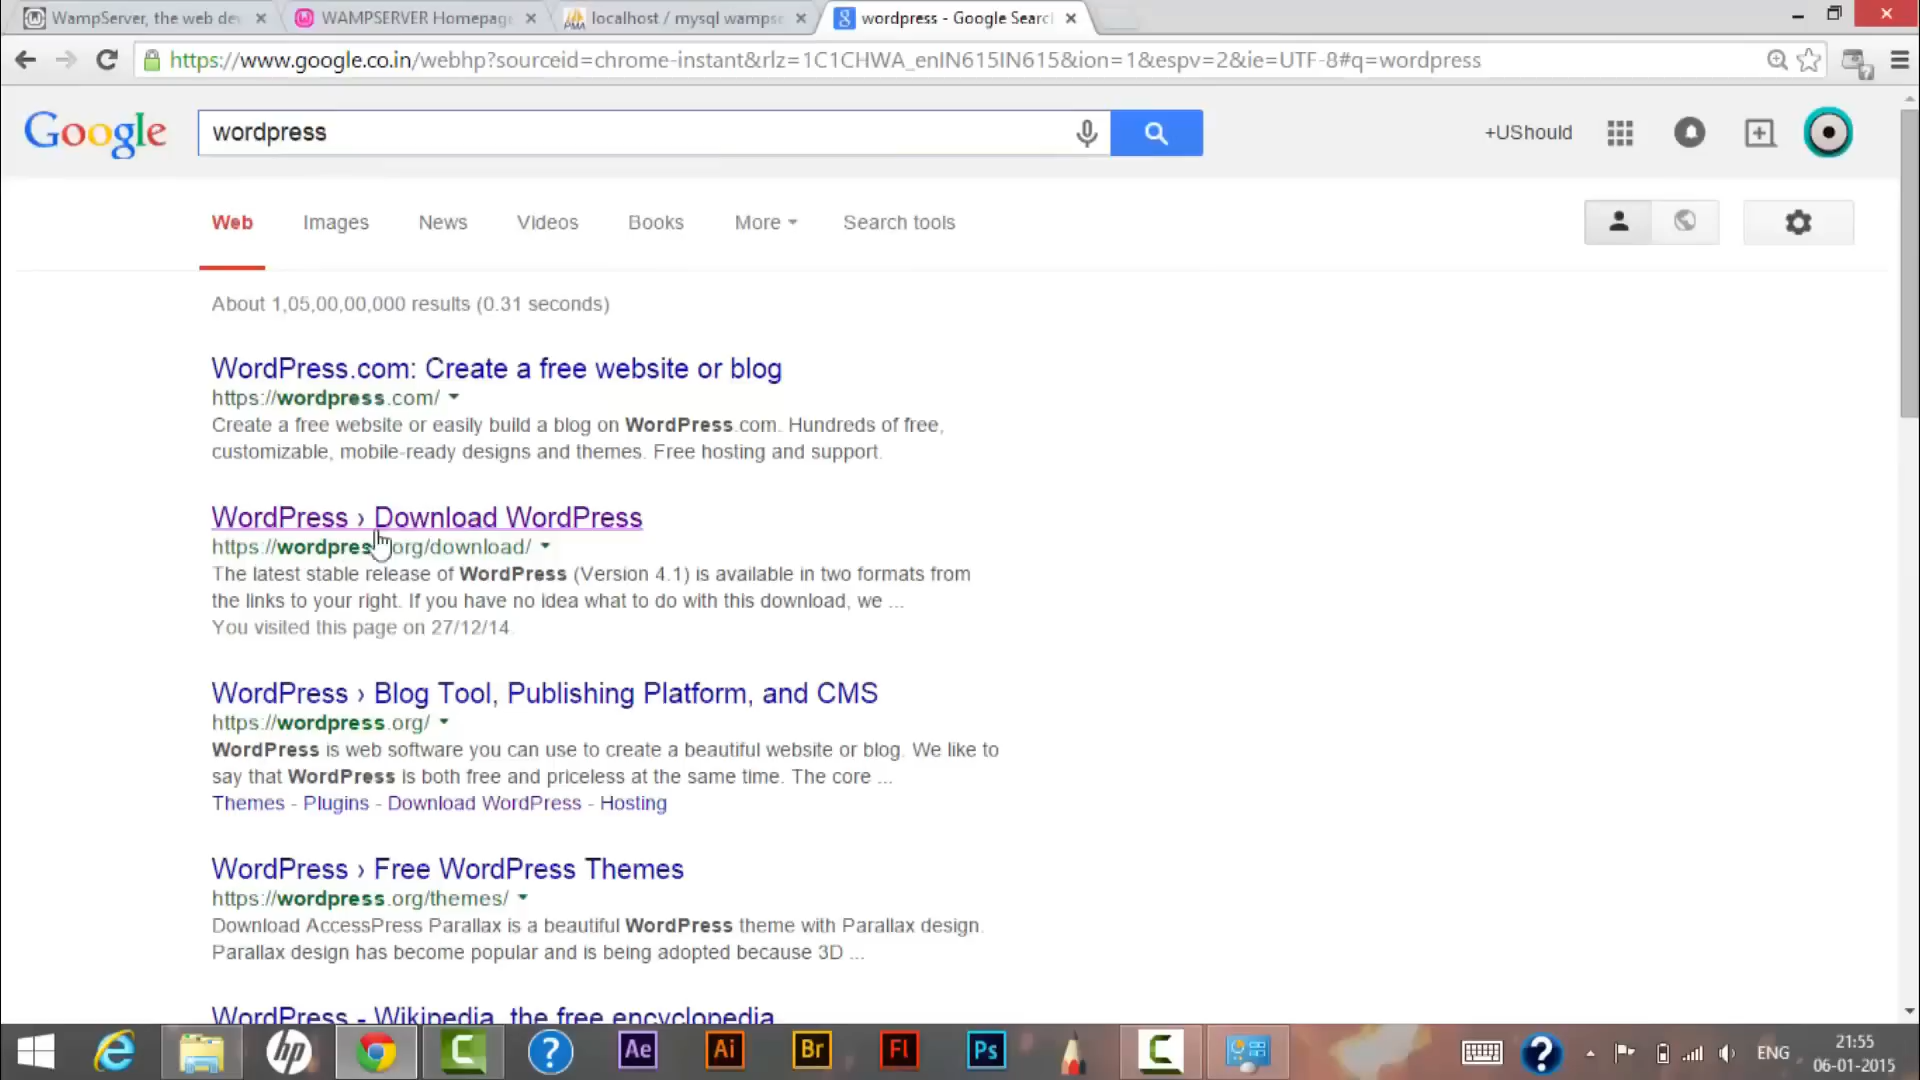 WampServer, the web de
WAMPSERVER Homepage
localhost / mysql wampse
wordpress - Google Searc
https://www.google.co.in/webhp?sourceid=chrome-instant&rlz=1C1CHWA_enIN615IN615&ion=1&espv=2&ie=UTF-8#q=wordpress
Google
wordpress
+UShould
Web
Images
News
Videos
Books
More
Search tools
About 1,05,00,00,000 results (0.31 seconds)
WordPress.com: Create a free website or blog
https://wordpress.com/
Create a free website or easily build a blog on WordPress.com. Hundreds of free,
customizable, mobile-ready designs and themes. Free hosting and support.
WordPress › Download WordPress
https://wordpress.org/download/
The latest stable release of WordPress (Version 4.1) is available in two formats from
the links to your right. If you have no idea what to do with this download, we ...
You visited this page on 27/12/14.
WordPress › Blog Tool, Publishing Platform, and CMS
https://wordpress.org/
WordPress is web software you can use to create a beautiful website or blog. We like to
say that WordPress is both free and priceless at the same time. The core ...
Themes - Plugins - Download WordPress - Hosting
WordPress › Free WordPress Themes
https://wordpress.org/themes/
Download AccessPress Parallax is a beautiful WordPress theme with Parallax design.
Parallax design has become popular and is being adopted because 3D ...
WordPress - Wikipedia, the free encyclopedia
hp
Ae
Ai
Br
Fl
Ps
ENG
21:55
06-01-2015